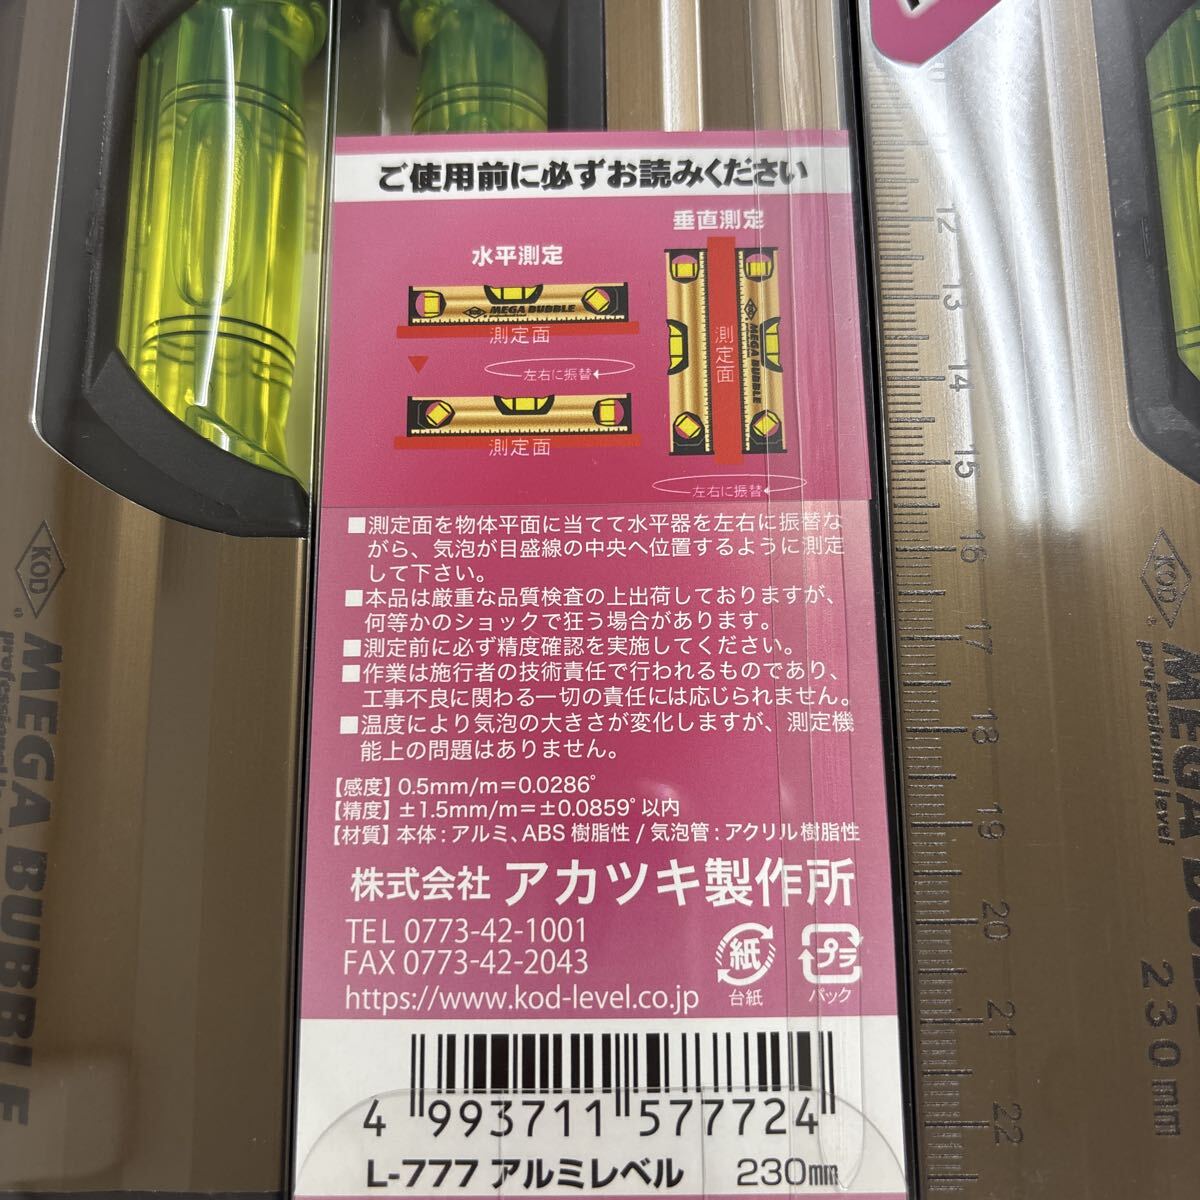 ご使用前に必ずお読みください
水平測定
垂直測定
KOD MEGA BUBBLE
測定面
左右に振替
測定面
測定面
KOD MEGA BUBBLE
左右に振替
■測定面を物体平面に当てて水平器を左右に振替な
がら、気泡が目盛線の中央へ位置するように測定
して下さい。
■本品は厳重な品質検査の上出荷しておりますが、
何等かのショックで狂う場合があります。
■測定前に必ず精度確認を実施してください。
■作業は施行者の技術責任で行われるものであり、
工事不良に関わる一切の責任には応じられません。
■温度により気泡の大きさが変化しますが、測定機
能上の問題はありません。
【感度】0.5mm/m=0.0286°
【精度】±1.5mm/m=±0.0859°以内
【材質】本体:アルミ、ABS樹脂性/気泡管:アクリル樹脂性
株式会社 アカツキ製作所
TEL 0773-42-1001
FAX 0773-42-2043
https://www.kod-level.co.jp
紙
台紙
プラ
パック
4 993711 577724
L-777 アルミレベル 230mm
KOD
MEGA BUBBLE
professional level
KOD
MEGA
professional level
230mm
12
13
14
15
16
17
18
19
20
21
22